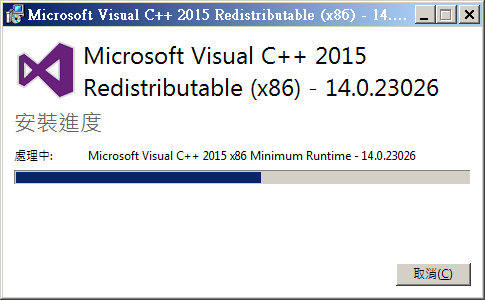 Microsoft Visual C++ 2015 Redistributable (x86) - 14....
Microsoft Visual C++ 2015
Redistributable (x86) - 14.0.23026
安裝進度
處理中: Microsoft Visual C++ 2015 x86 Minimum Runtime - 14.0.23026
取消(C)